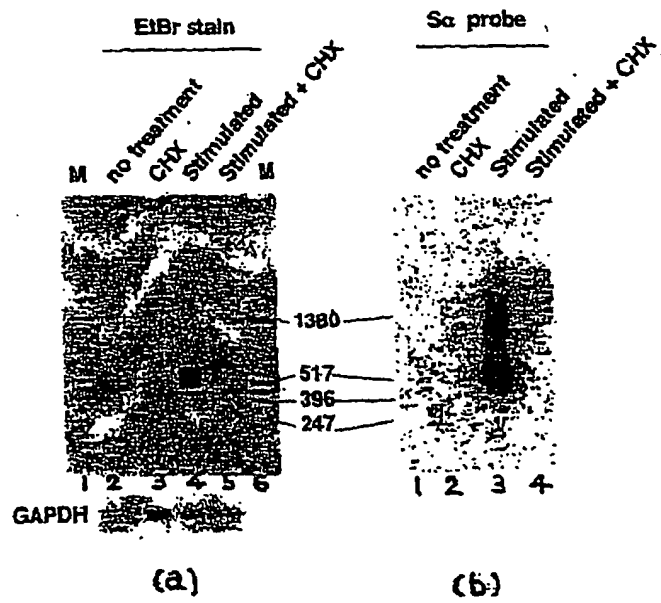 EtBr stain
Sα probe
M no treatment CHX Stimulated Stimulated + CHX M
no treatment CHX Stimulated Stimulated + CHX
1380
517
396
247
1 2 3 4 5 6
1 2 3 4
GAPDH
(a)
(b)